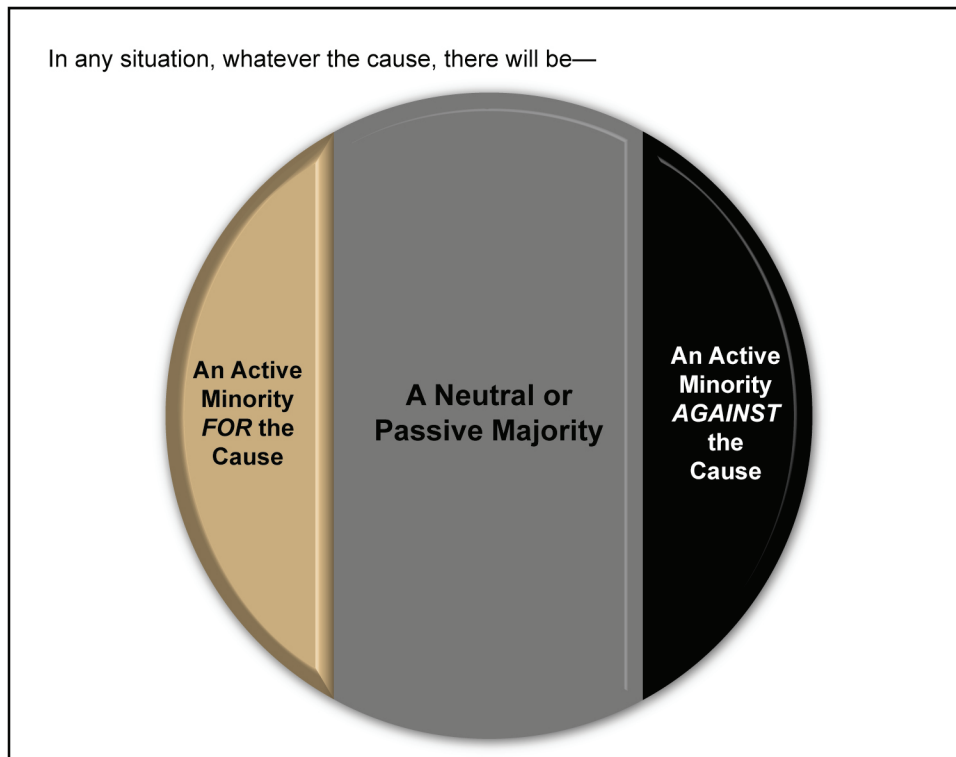 In any situation, whatever the cause, there will be—
An Active
Minority
FOR the
Cause
A Neutral or
Passive Majority
An Active
Minority
AGAINST
the
Cause